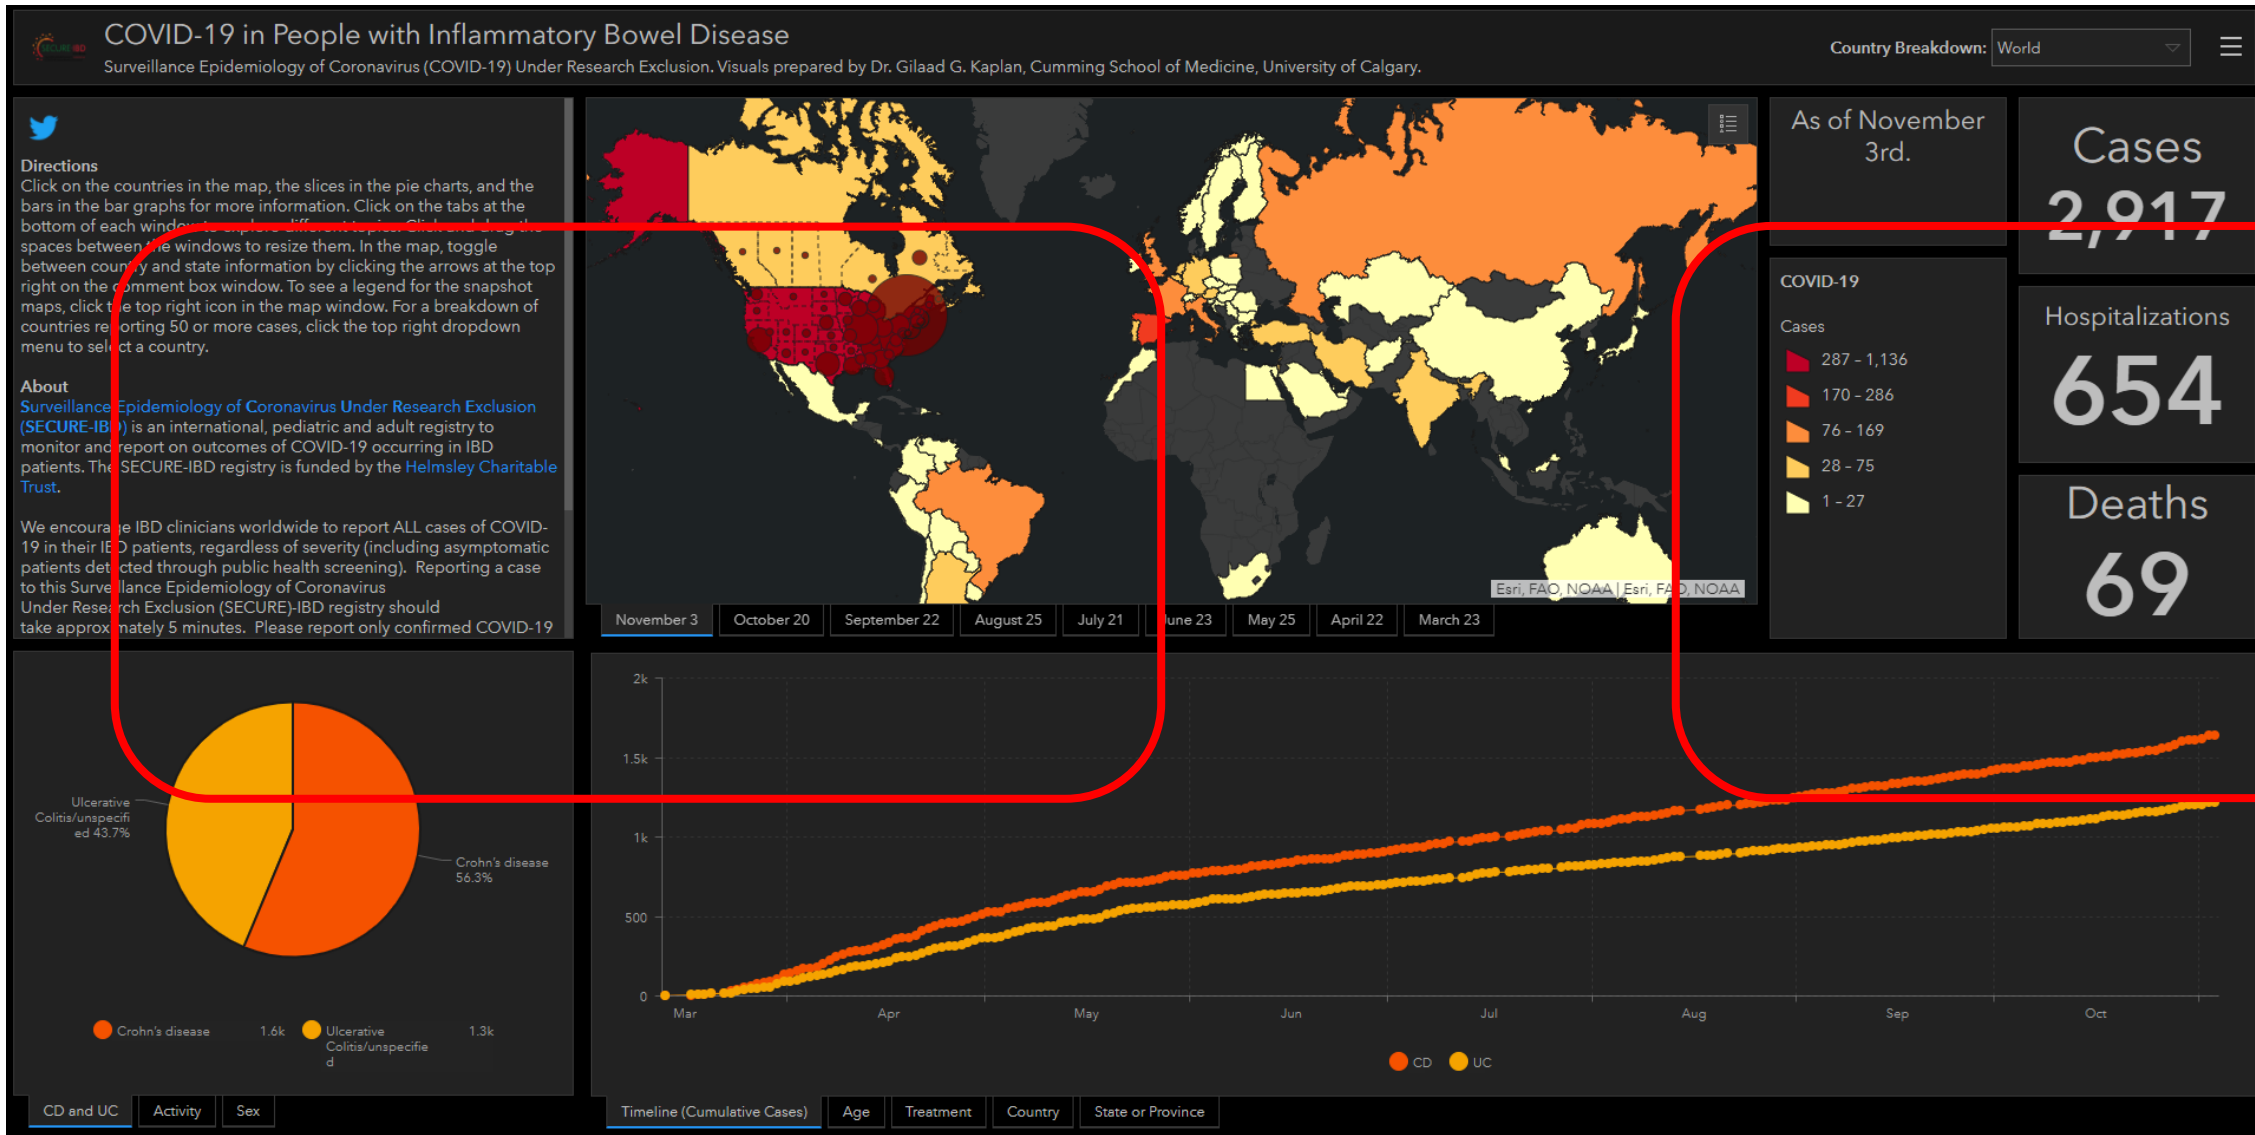 COVID-19 in People with Inflammatory Bowel Disease
Surveillance Epidemiology of Coronavirus (COVID-19) Under Research Exclusion. Visuals prepared by Dr. Gilaad G. Kaplan, Cumming School of Medicine, University of Calgary.
SECURE-IBD
Country Breakdown: World
Directions
Click on the countries in the map, the slices in the pie charts, and the
bars in the bar graphs for more information. Click on the tabs at the
bottom of each window to explore different topics. Click and drag the
spaces between the windows to resize them. In the map, toggle
between country and state information by clicking the arrows at the top
right on the comment box window. To see a legend for the snapshot
maps, click the top right icon in the map window. For a breakdown of
countries reporting 50 or more cases, click the top right dropdown
menu to select a country.
About
Surveillance Epidemiology of Coronavirus Under Research Exclusion
(SECURE-IBD) is an international, pediatric and adult registry to
monitor and report on outcomes of COVID-19 occurring in IBD
patients. The SECURE-IBD registry is funded by the Helmsley Charitable
Trust.
We encourage IBD clinicians worldwide to report ALL cases of COVID-
19 in their IBD patients, regardless of severity (including asymptomatic
patients detected through public health screening). Reporting a case
to this Surveillance Epidemiology of Coronavirus
Under Research Exclusion (SECURE)-IBD registry should
take approximately 5 minutes. Please report only confirmed COVID-19
Esri, FAO, NOAA | Esri, FAO, NOAA
November 3
October 20
September 22
August 25
July 21
June 23
May 25
April 22
March 23
As of November
3rd.
COVID-19
Cases
287 - 1,136
170 - 286
76 - 169
28 - 75
1 - 27
Cases
2,917
Hospitalizations
654
Deaths
69
Ulcerative
Colitis/unspecifi
ed 43.7%
Crohn's disease
56.3%
Crohn's disease 1.6k
Ulcerative 1.3k
Colitis/unspecifie
d
CD and UC
Activity
Sex
2k
1.5k
1k
500
0
Mar
Apr
May
Jun
Jul
Aug
Sep
Oct
CD
UC
Timeline (Cumulative Cases)
Age
Treatment
Country
State or Province